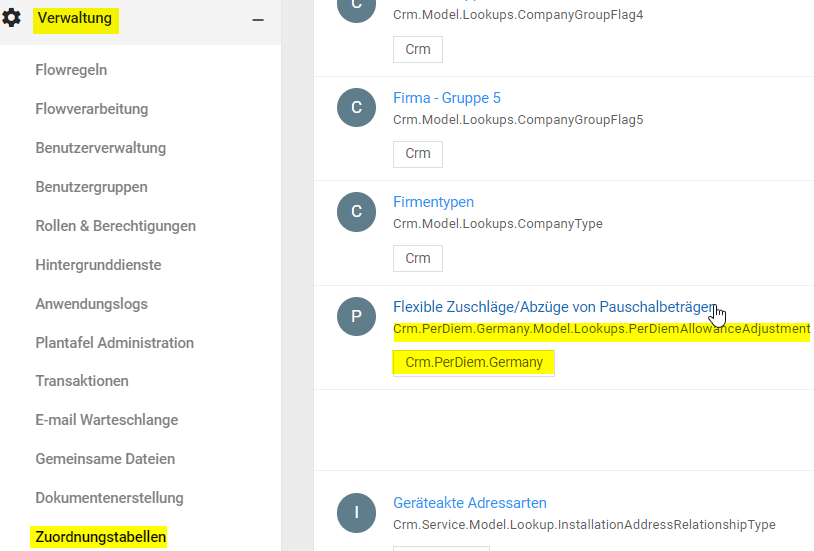 Verwaltung
Flowregeln
Flowverarbeitung
Benutzerverwaltung
Benutzergruppen
Rollen & Berechtigungen
Hintergrunddienste
Anwendungslogs
Plantafel Administration
Transaktionen
E-mail Warteschlange
Gemeinsame Dateien
Dokumentenerstellung
Zuordnungstabellen
C
Crm.Model.Lookups.CompanyGroupFlag4
Crm
C
Firma - Gruppe 5
Crm.Model.Lookups.CompanyGroupFlag5
Crm
C
Firmentypen
Crm.Model.Lookups.CompanyType
Crm
P
Flexible Zuschläge/Abzüge von Pauschalbeträgen
Crm.PerDiem.Germany.Model.Lookups.PerDiemAllowanceAdjustment
Crm.PerDiem.Germany
I
Geräteakte Adressarten
Crm.Service.Model.Lookup.InstallationAddressRelationshipType